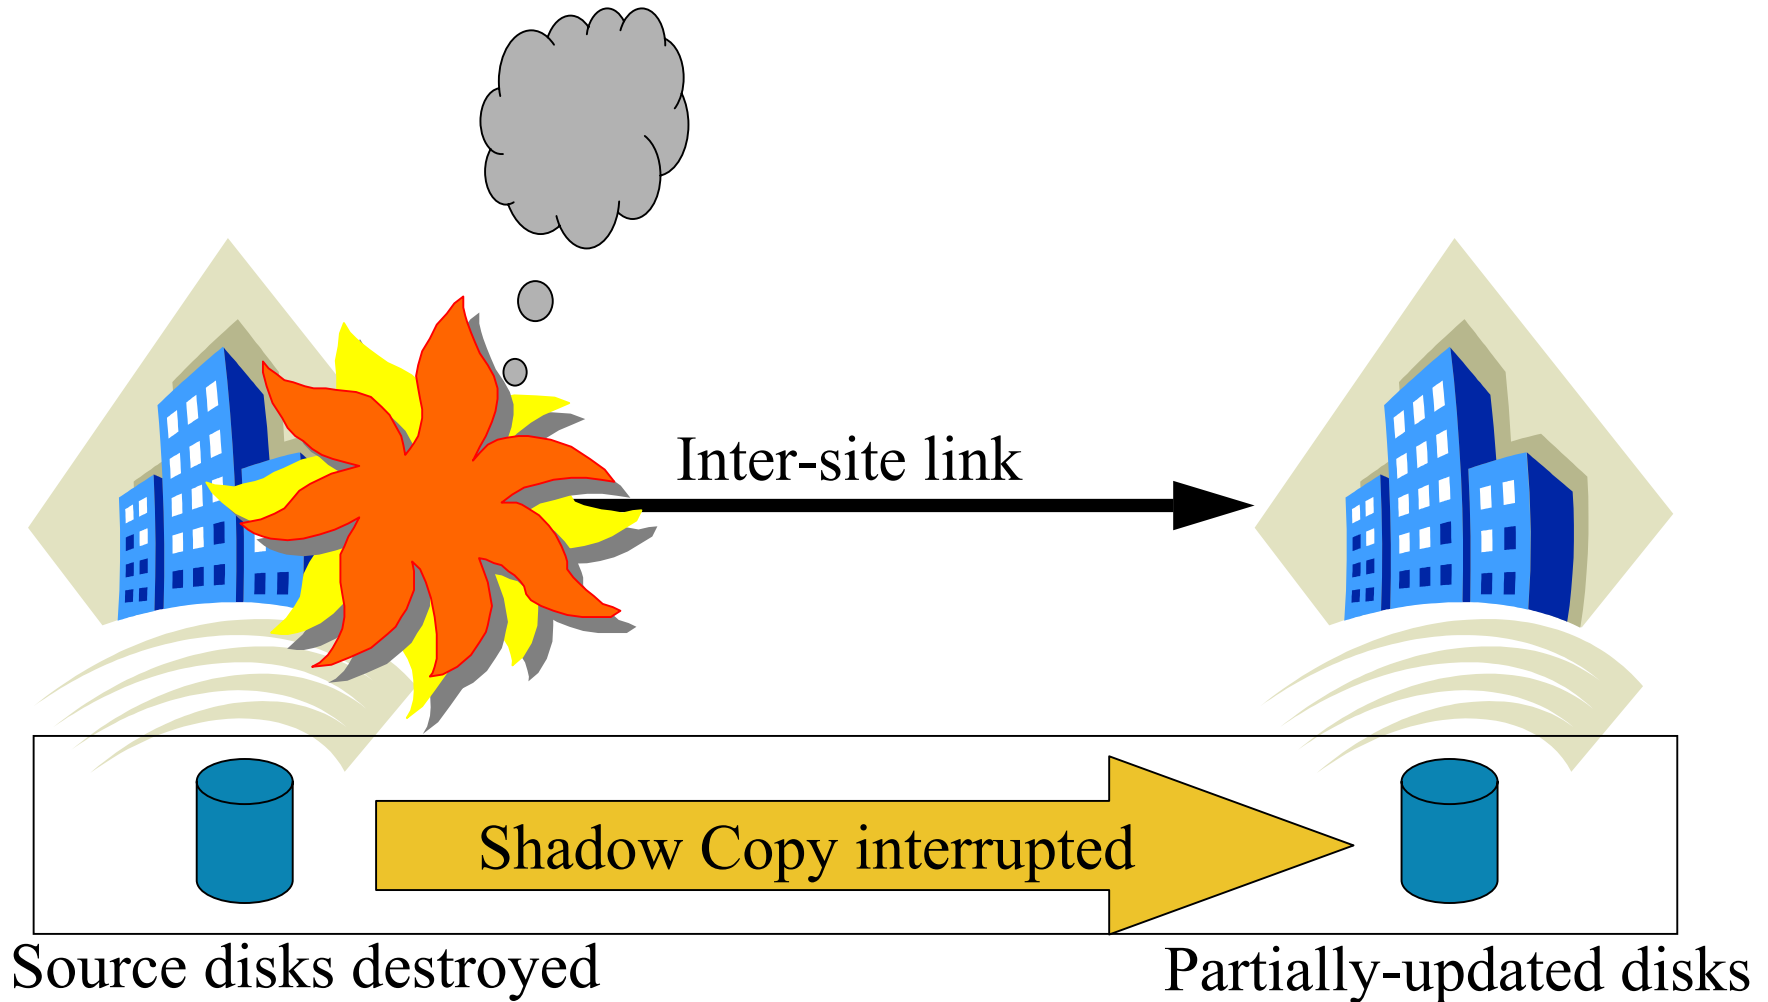 Inter-site link
Shadow Copy interrupted
Source disks destroyed
Partially-updated disks